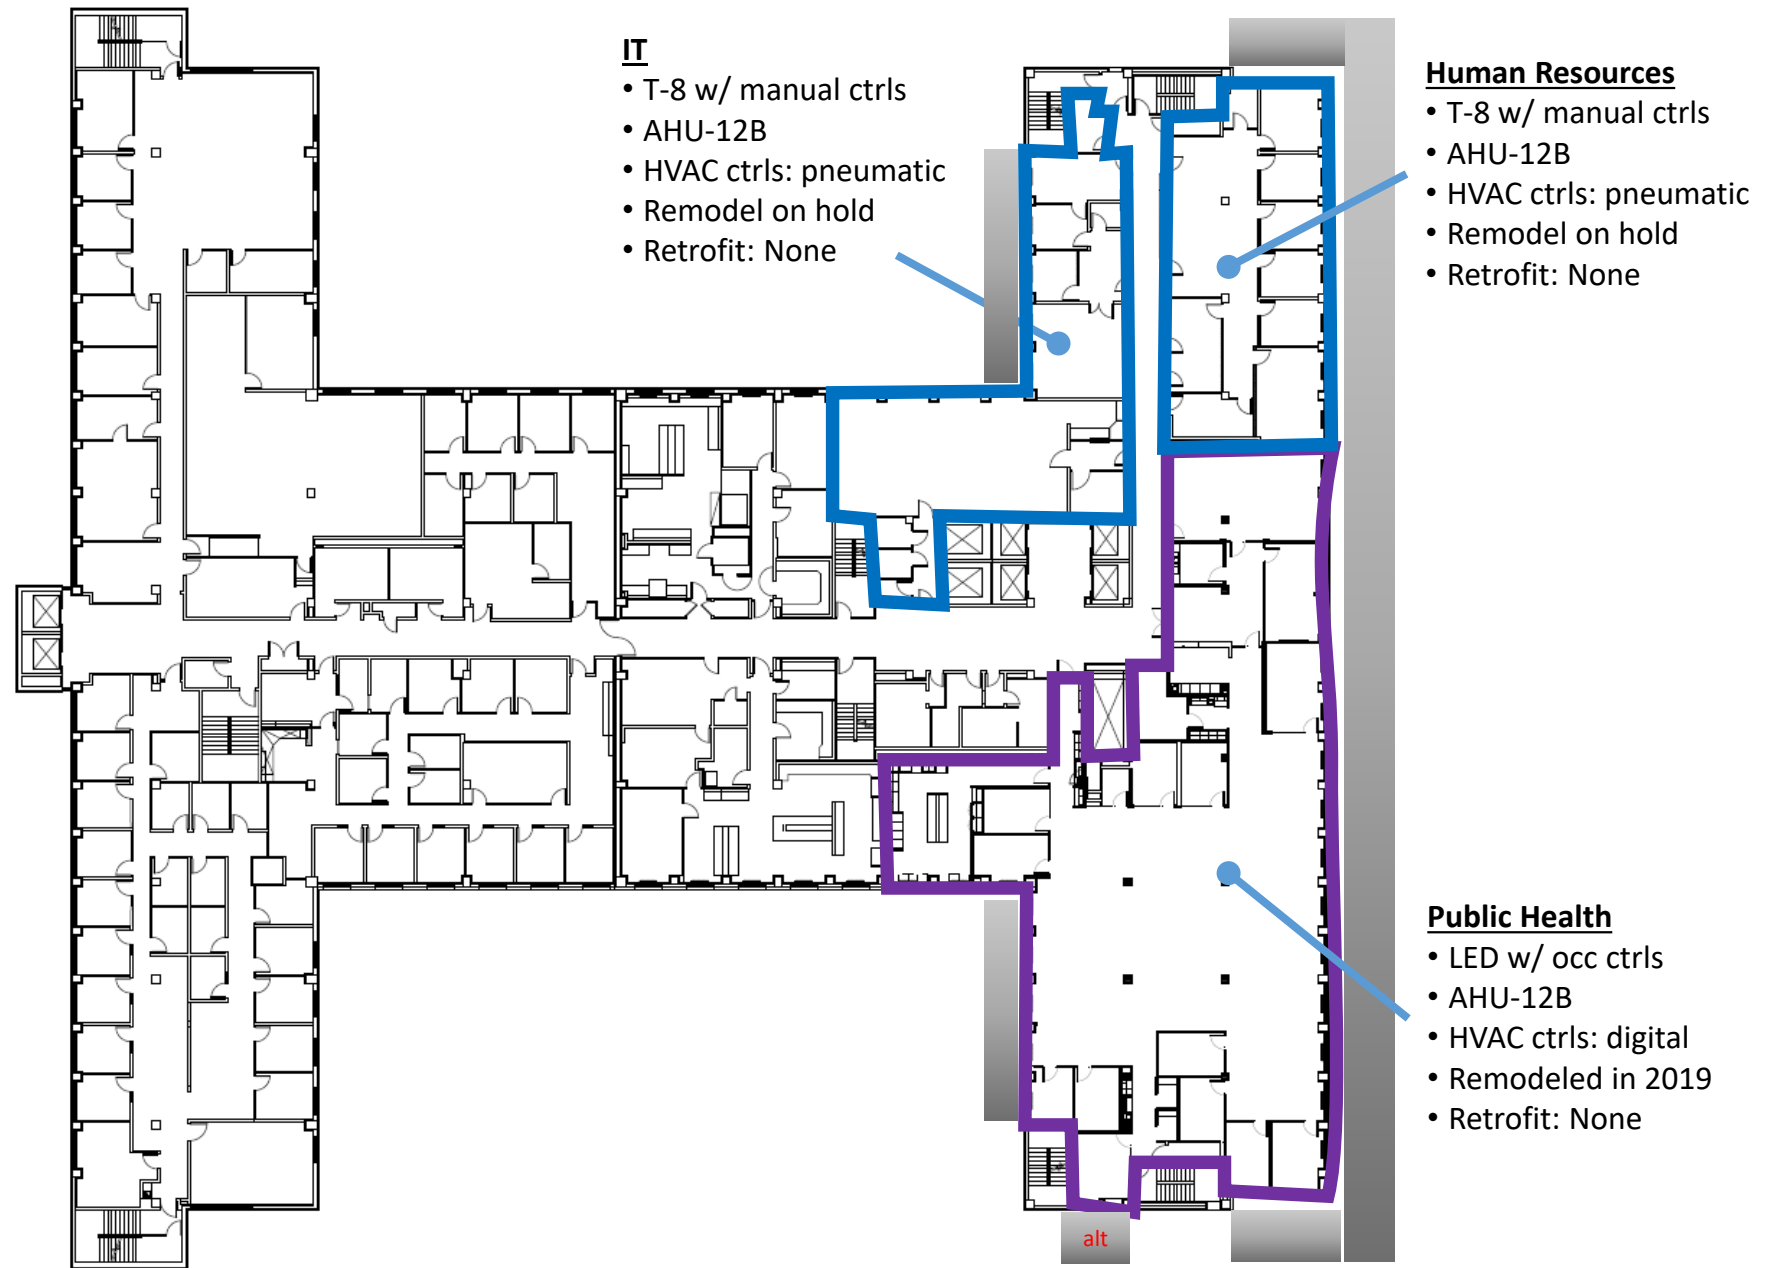 IT
• T-8 w/ manual ctrls
• AHU-12B
• HVAC ctrls: pneumatic
• Remodel on hold
• Retrofit: None
Human Resources
• T-8 w/ manual ctrls
• AHU-12B
• HVAC ctrls: pneumatic
• Remodel on hold
• Retrofit: None
Public Health
• LED w/ occ ctrls
• AHU-12B
• HVAC ctrls: digital
• Remodeled in 2019
• Retrofit: None
alt